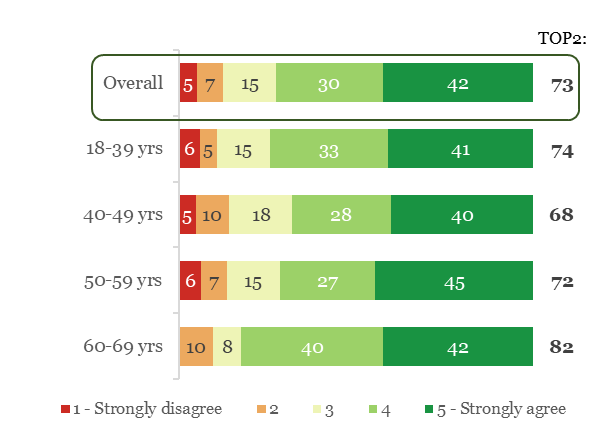 TOP2:
Overall 5 7 15 30 42 73
18-39 yrs 6 5 15 33 41 74
40-49 yrs 5 10 18 28 40 68
50-59 yrs 6 7 15 27 45 72
60-69 yrs 10 8 40 42 82
1 - Strongly disagree 2 3 4 5 - Strongly agree